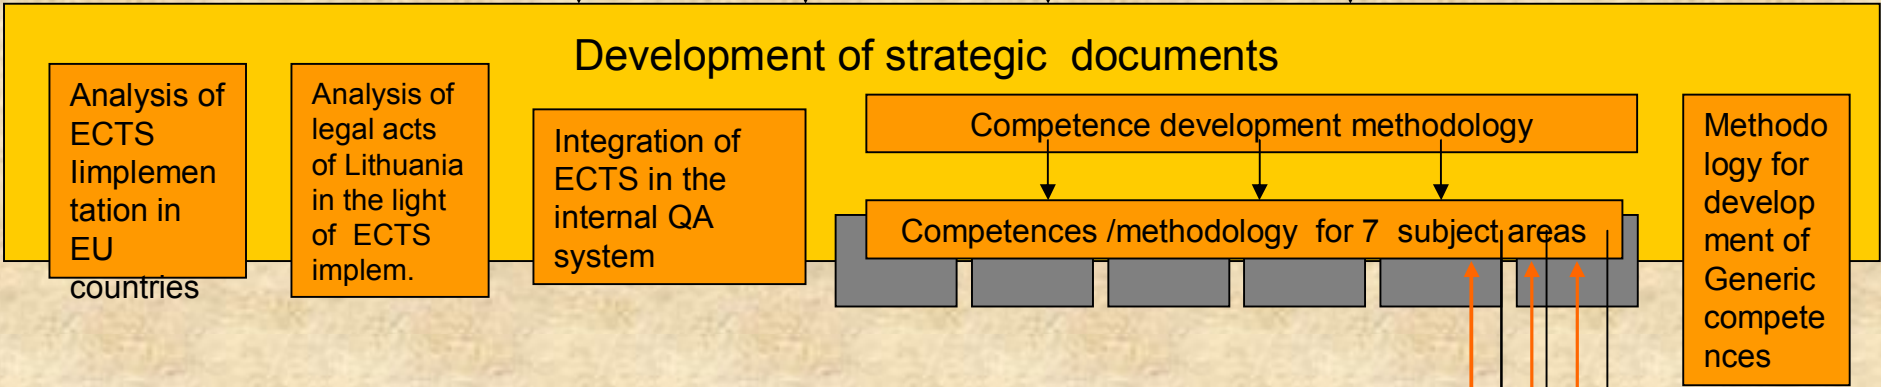 Development of strategic  documents
Analysis of
ECTS
Iimplemen
tation in
EU
countries
Analysis of
legal acts
of Lithuania
in the light
of  ECTS
implem.
Integration of
ECTS in the
internal QA
system
Competence development methodology
Competences /methodology  for 7  subject areas
Methodo
logy for
develop
ment of
Generic
compete
nces